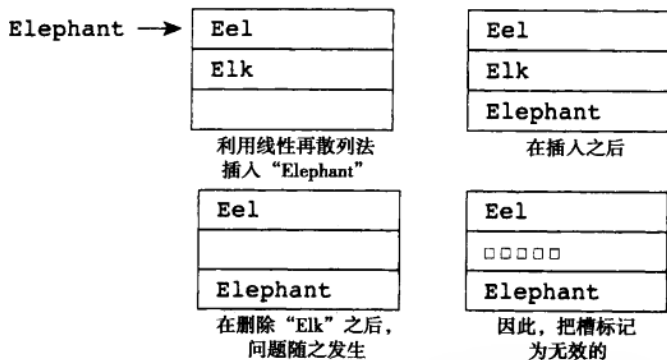 Elephant → Eel
Elk
利用线性再散列法
插入“Elephant”
Eel
Elk
Elephant
在插入之后
Eel
Elephant
在删除“Elk”之后，
问题随之发生
Eel
□□□□□
Elephant
因此，把槽标记
为无效的